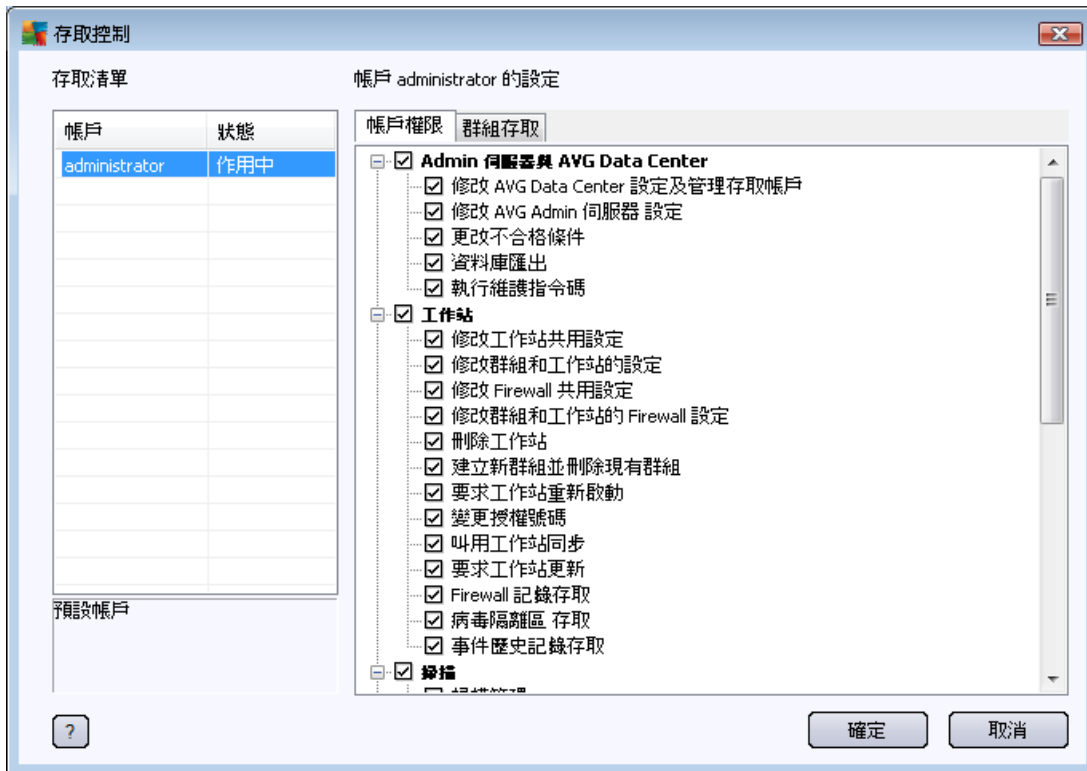 存取控制
存取清單
帳戶 administrator 的設定
帳戶 狀態
administrator 作用中
預設帳戶
帳戶權限 群組存取
Admin 伺服器與 AVG Data Center
修改 AVG Data Center 設定及管理存取帳戶
修改 AVG Admin 伺服器 設定
更改不合格條件
資料庫匯出
執行維護指令碼
工作站
修改工作站共用設定
修改群組和工作站的設定
修改 Firewall 共用設定
修改群組和工作站的 Firewall 設定
刪除工作站
建立新群組並刪除現有群組
要求工作站重新啟動
變更授權號碼
叫用工作站同步
要求工作站更新
Firewall 記錄存取
病毒隔離區 存取
事件歷史記錄存取
掃描
?
確定
取消